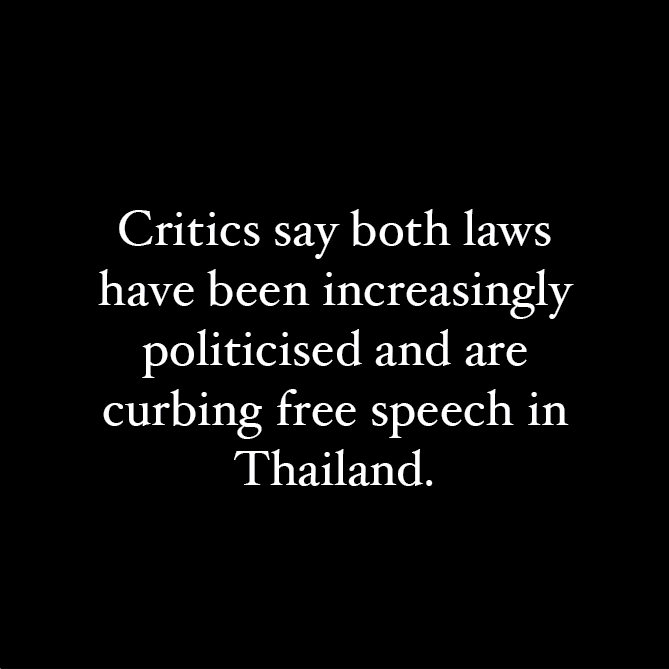 Critics say both laws
have been increasingly
politicised and are
curbing free speech in
Thailand.